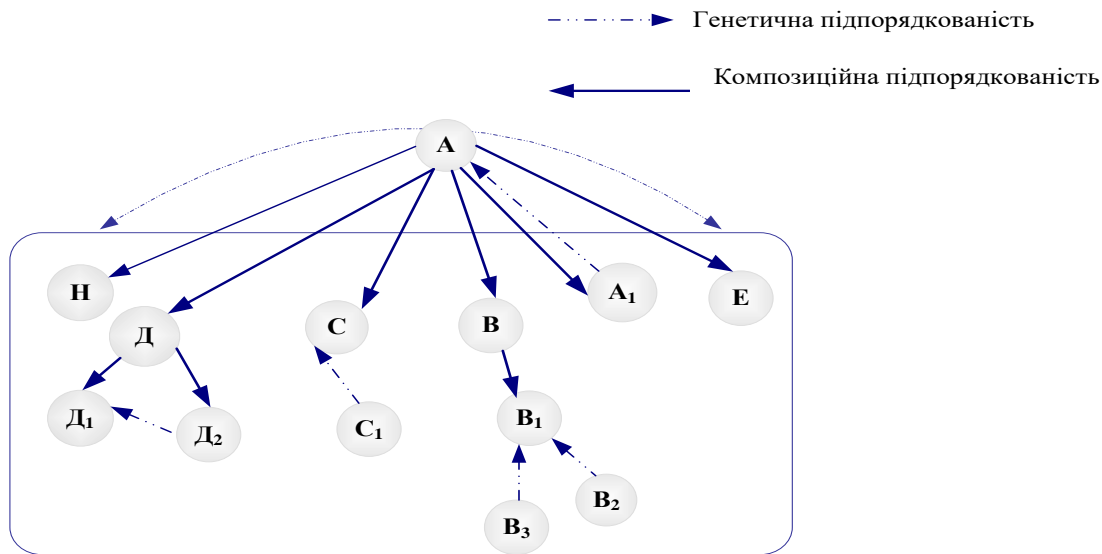 Генетична підпорядкованість
Композиційна підпорядкованість
А
Н
А₁
Е
Д
С
В
Д₁
Д₂
С₁
В₁
В₂
В₃